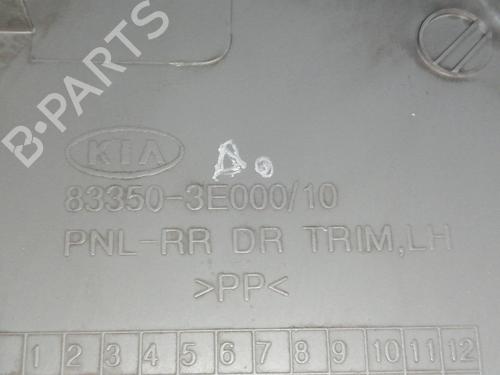 B-PARTS
KIA
83350-3E000/10
PNL-RR DR TRIM,LH
>PP<
1 2 3 4 5 6 7 8 9 10 11 12